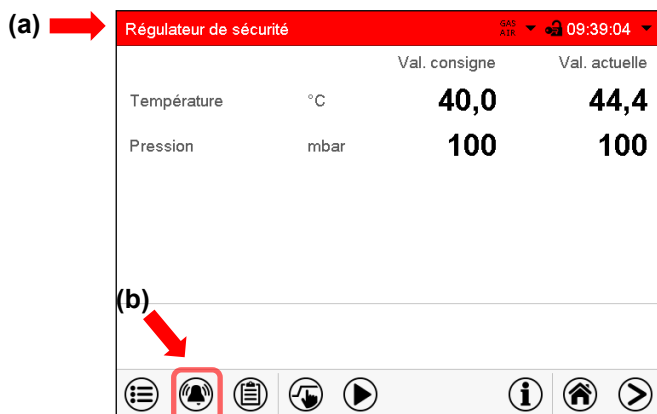 (a)
Régulateur de sécurité GAS AIR 09:39:04
Val. consigne Val. actuelle
Température °C 40,0 44,4
Pression mbar 100 100
(b)
i